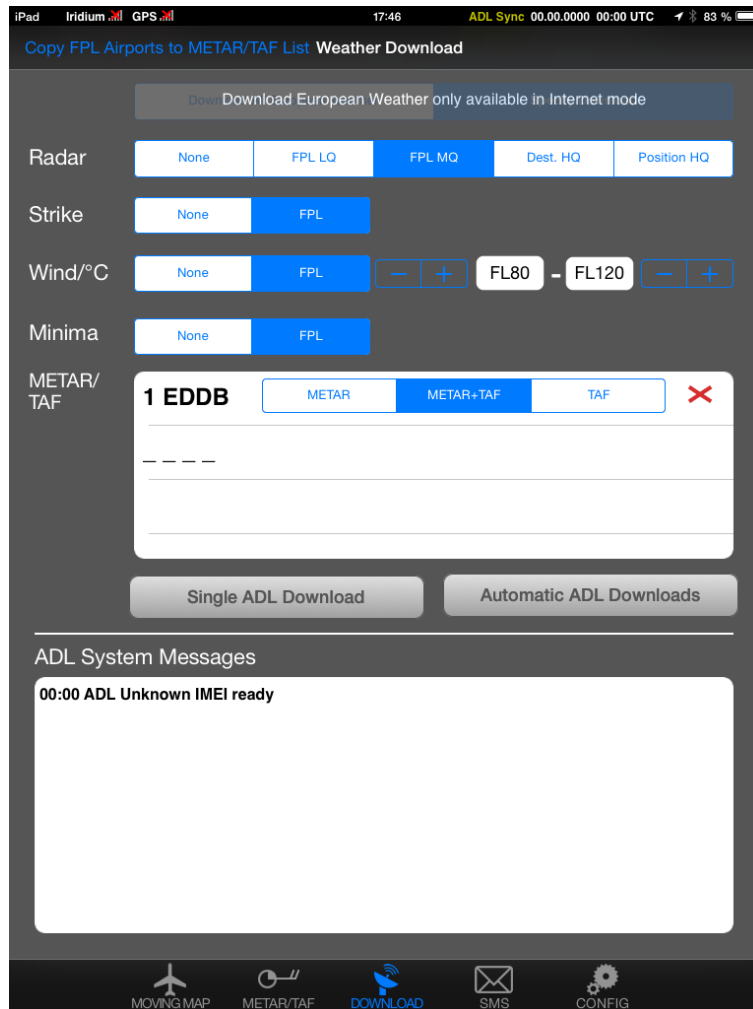 iPad Iridium GPS 17:46 ADL Sync 00.00.0000 00:00 UTC 83 %
Copy FPL Airports to METAR/TAF List Weather Download
Download European Weather only available in Internet mode
Radar None FPL LQ FPL MQ Dest. HQ Position HQ
Strike None FPL
Wind/°C None FPL − + FL80 - FL120 − +
Minima None FPL
METAR/
TAF
1 EDDB METAR METAR+TAF TAF
_ _ _ _
Single ADL Download Automatic ADL Downloads
ADL System Messages
00:00 ADL Unknown IMEI ready
MOVING MAP METAR/TAF DOWNLOAD SMS CONFIG